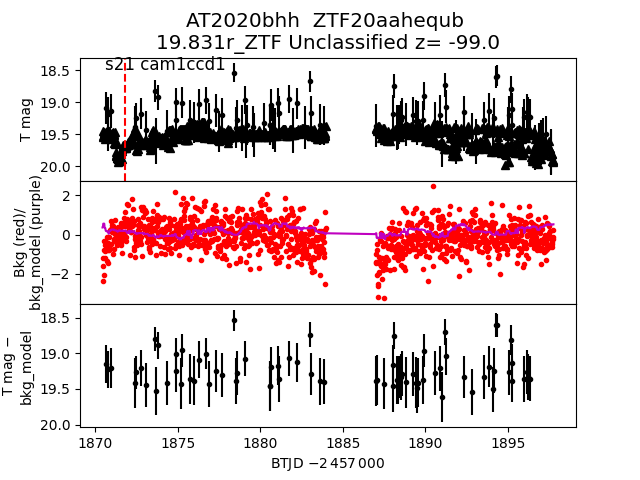 AT2020bhh  ZTF20aahequb
19.831r_ZTF Unclassified z= -99.0
s21 cam1ccd1
T mag
18.5
19.0
19.5
20.0
Bkg (red)/
bkg_model (purple)
2
0
−2
T mag −
bkg_model
18.5
19.0
19.5
20.0
1870 1875 1880 1885 1890 1895
BTJD −2 457 000